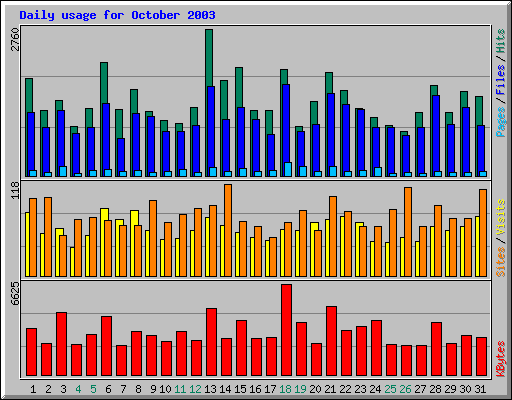 Daily usage for October 2003
2760
Pages / Files / Hits
118
Sites / Visits
6625
KBytes
1 2 3 4 5 6 7 8 9 10 11 12 13 14 15 16 17 18 19 20 21 22 23 24 25 26 27 28 29 30 31